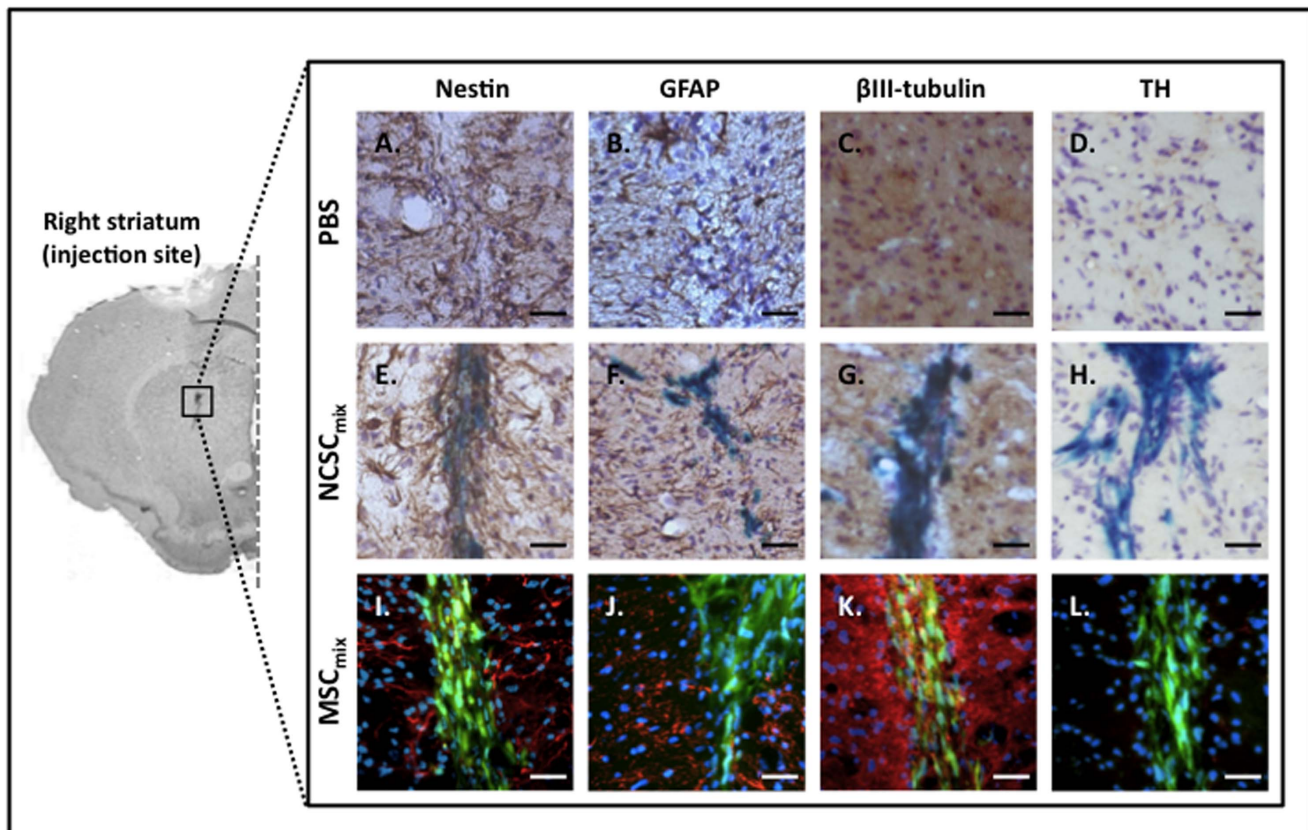 Nestin GFAP βIII-tubulin TH
Right striatum
(injection site)
PBS
A. B. C. D.
NCSCmix
E. F. G. H.
MSCmix
I. J. K. L.